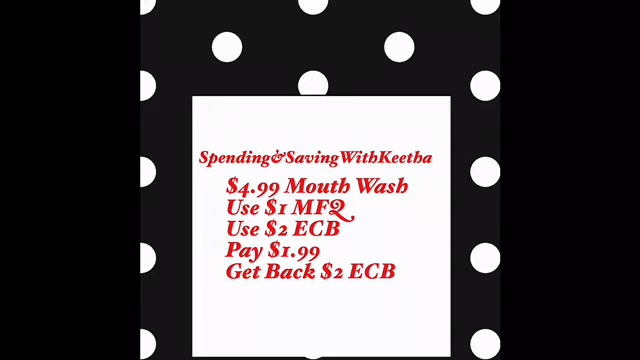 Spending&SavingWithKeetha
$4.99 Mouth Wash
Use $1 MFQ
Use $2 ECB
Pay $1.99
Get Back $2 ECB